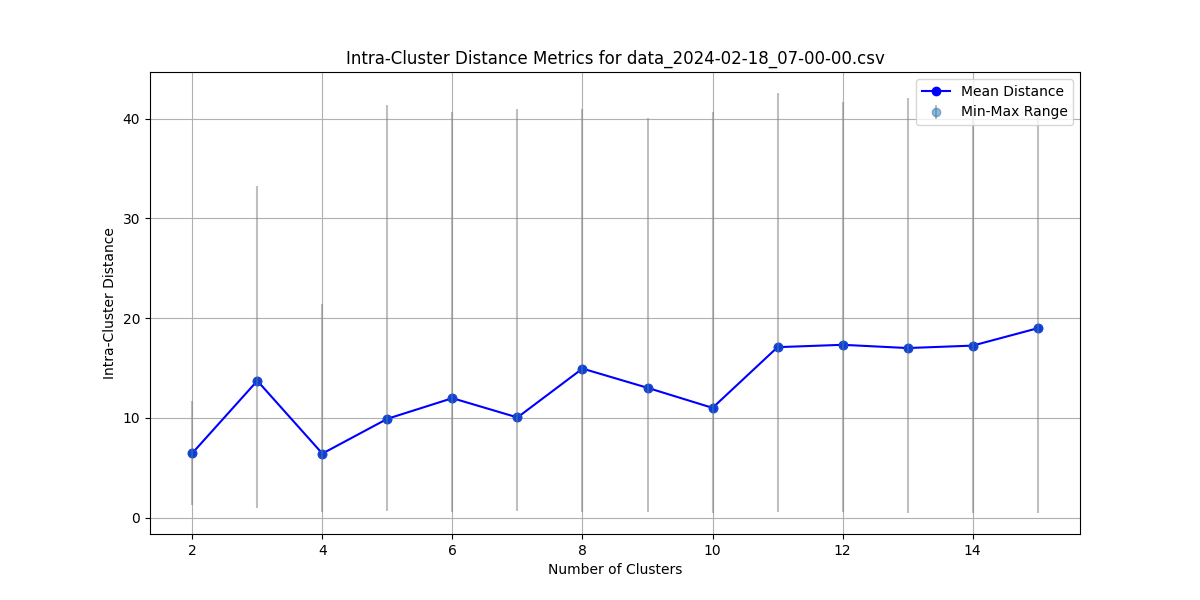 Intra-Cluster Distance Metrics for data_2024-02-18_07-00-00.csv
Mean Distance
Min-Max Range
Intra-Cluster Distance
40
30
20
10
0
2 4 6 8 10 12 14
Number of Clusters